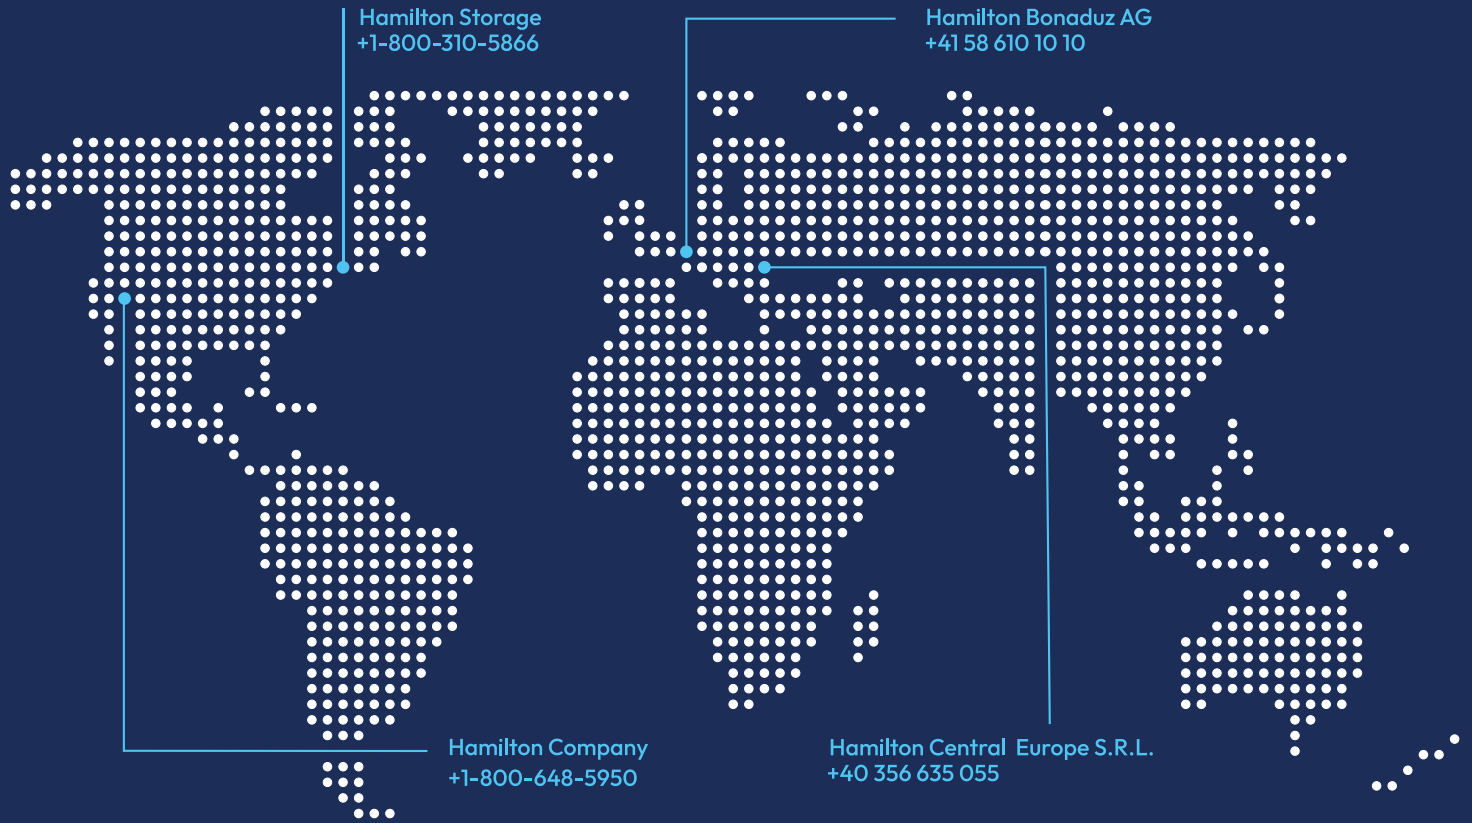 Hamilton Storage
+1-800-310-5866
Hamilton Bonaduz AG
+41 58 610 10 10
Hamilton Company
+1-800-648-5950
Hamilton Central Europe S.R.L.
+40 356 635 055